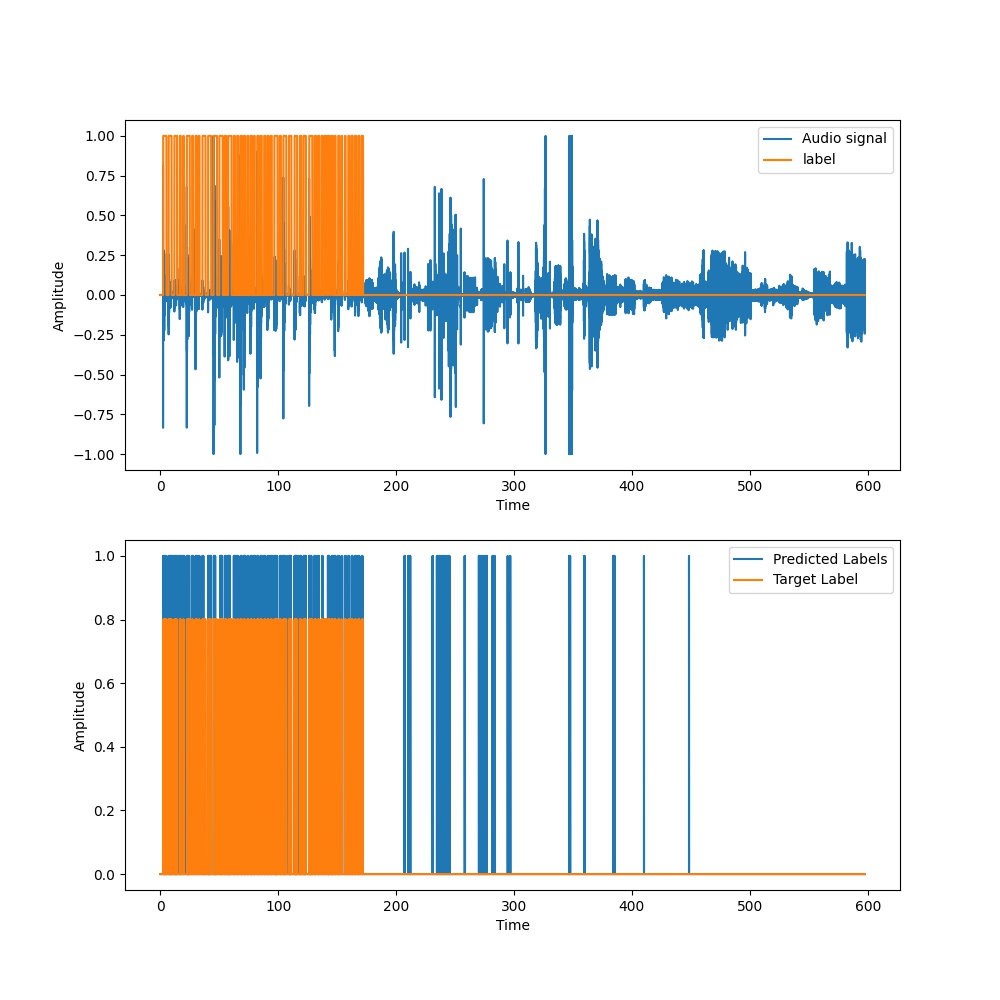 Audio signal
label
1.00
0.75
0.50
0.25
0.00
−0.25
−0.50
−0.75
−1.00
Amplitude
0 100 200 300 400 500 600
Time
Predicted Labels
Target Label
1.0
0.8
0.6
0.4
0.2
0.0
Amplitude
0 100 200 300 400 500 600
Time